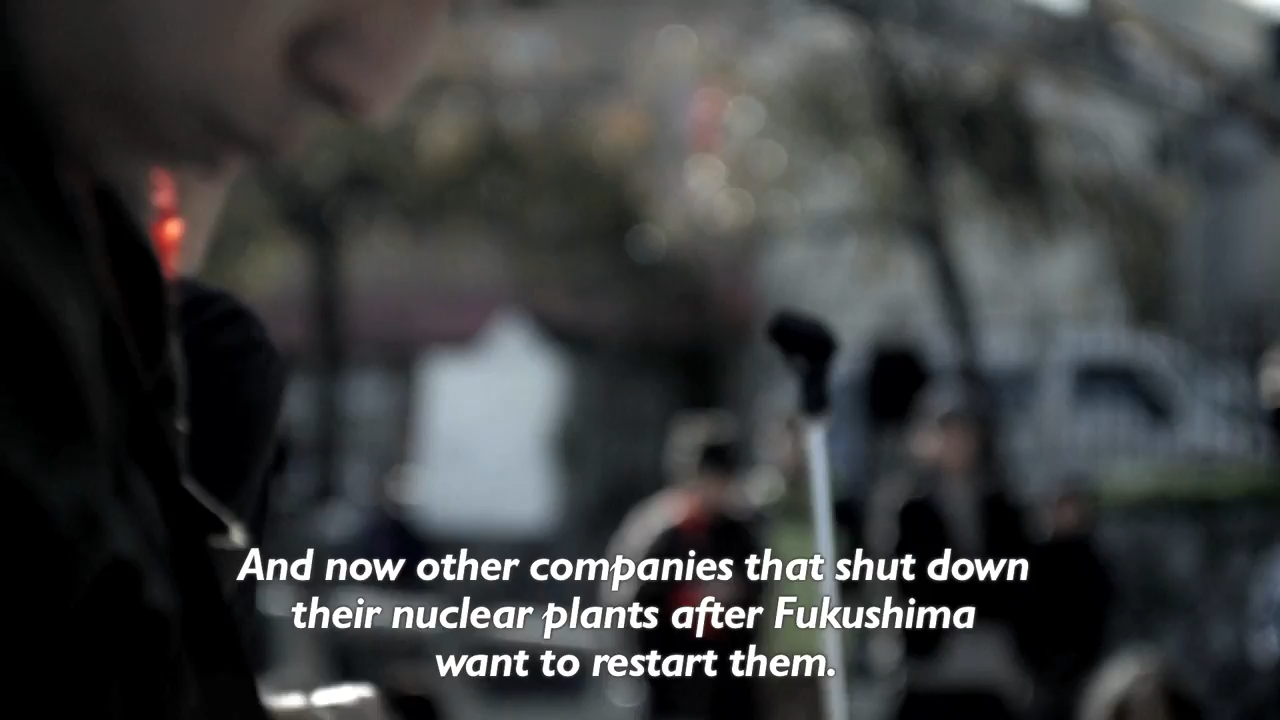 And now other companies that shut down
their nuclear plants after Fukushima
want to restart them.